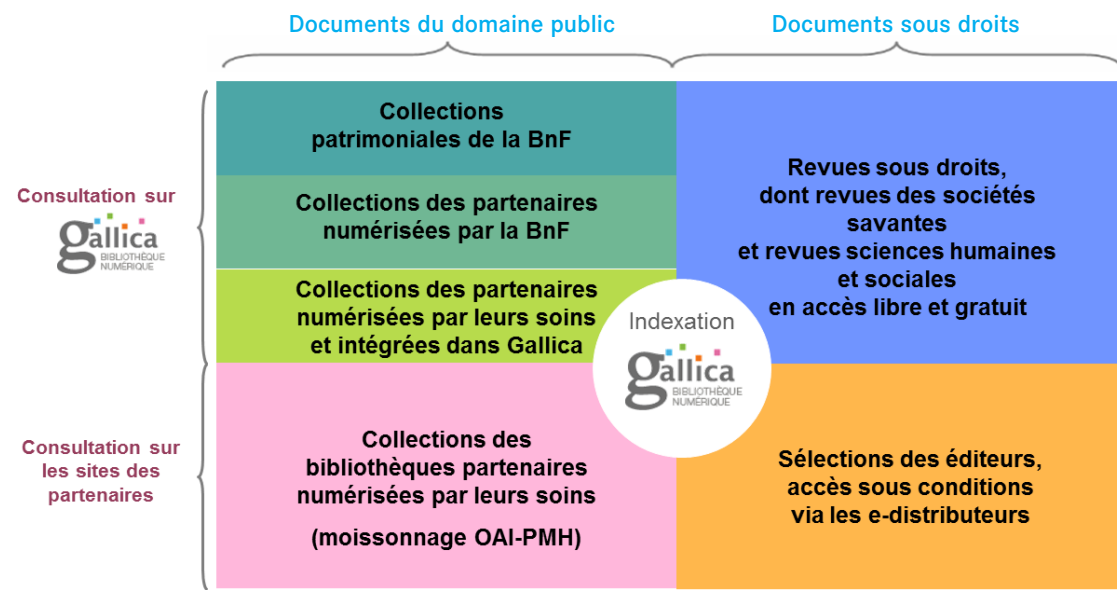 Documents du domaine public
Documents sous droits
Consultation sur
gallica
BIBLIOTHÈQUE
NUMÉRIQUE
Collections
patrimoniales de la BnF
Collections des partenaires
numérisées par la BnF
Collections des partenaires
numérisées par leurs soins
et intégrées dans Gallica
Revues sous droits,
dont revues des sociétés
savantes
et revues sciences humaines
et sociales
en accès libre et gratuit
Indexation
gallica
BIBLIOTHÈQUE
NUMÉRIQUE
Consultation sur
les sites des
partenaires
Collections des
bibliothèques partenaires
numérisées par leurs soins
(moissonnage OAI-PMH)
Sélections des éditeurs,
accès sous conditions
via les e-distributeurs